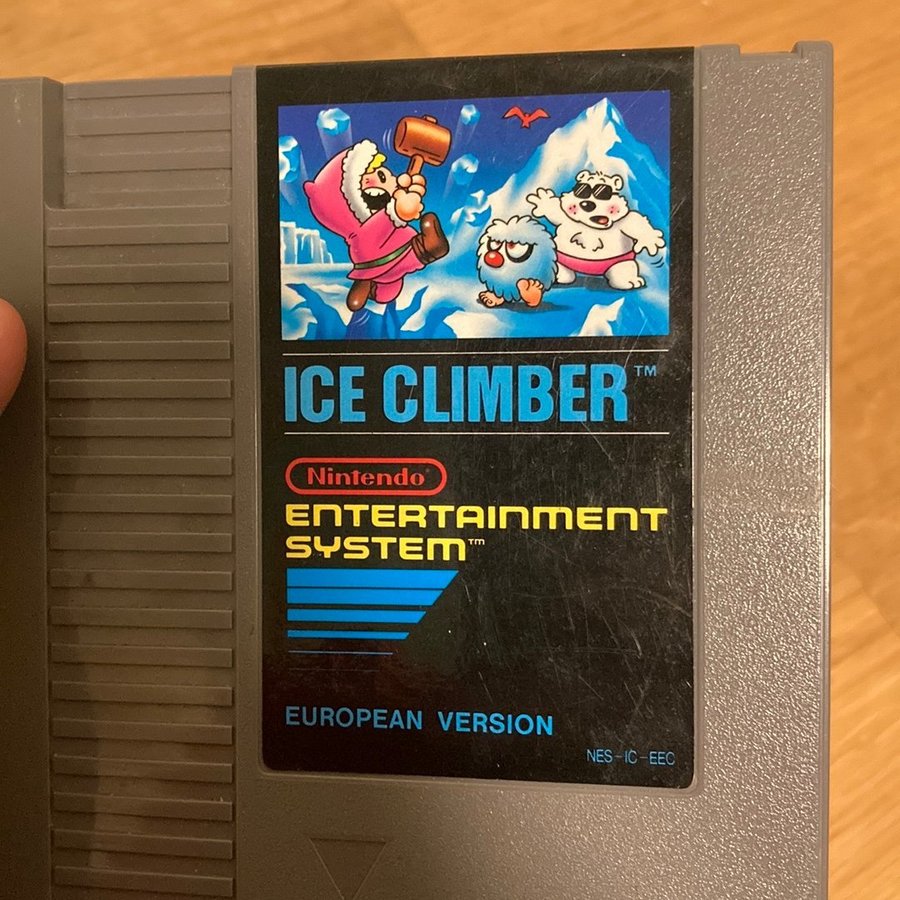 ICE CLIMBER™
Nintendo®
ENTERTAINMENT
SYSTEM™
EUROPEAN VERSION
NES-IC-EEC